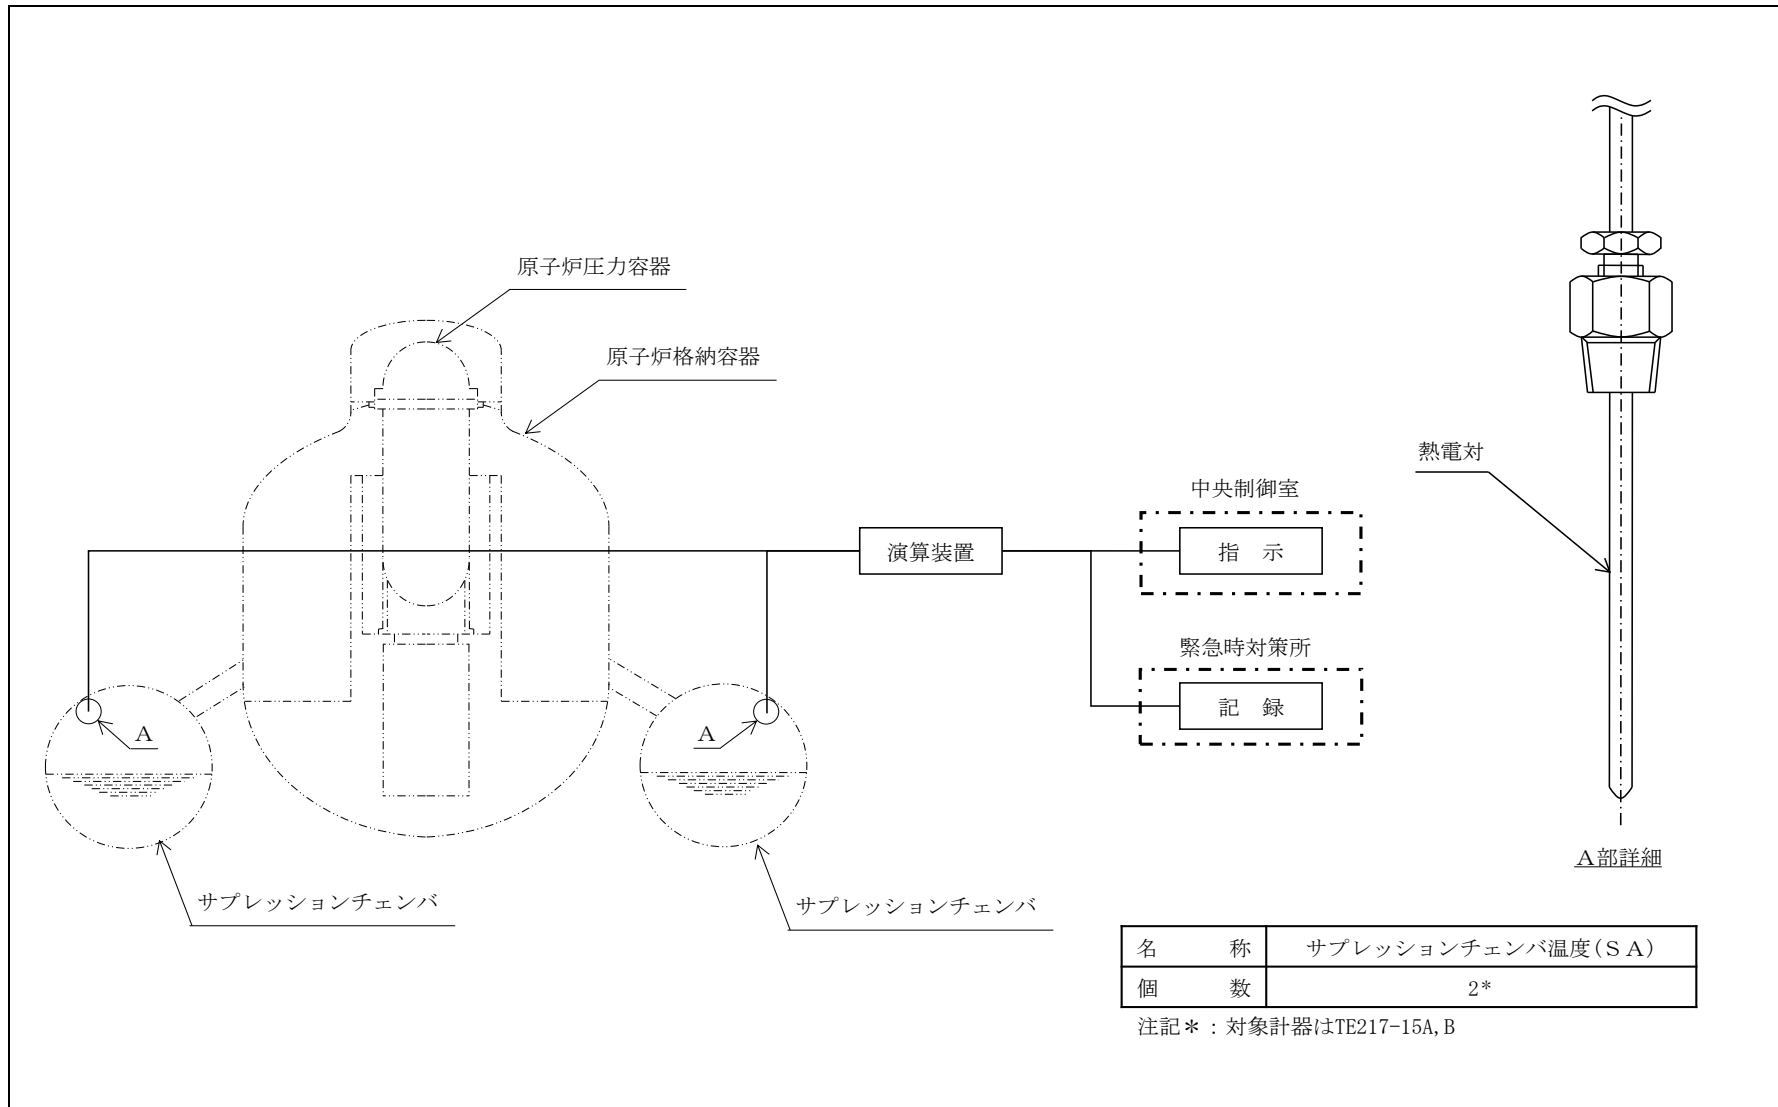 原子炉圧力容器
原子炉格納容器
熱電対
中央制御室
演算装置
指　示
緊急時対策所
記　録
A
A
A部詳細
サプレッションチェンバ
サプレッションチェンバ
名　称　サプレッションチェンバ温度(SA)
個　数　2*
注記＊：対象計器はTE217-15A,B